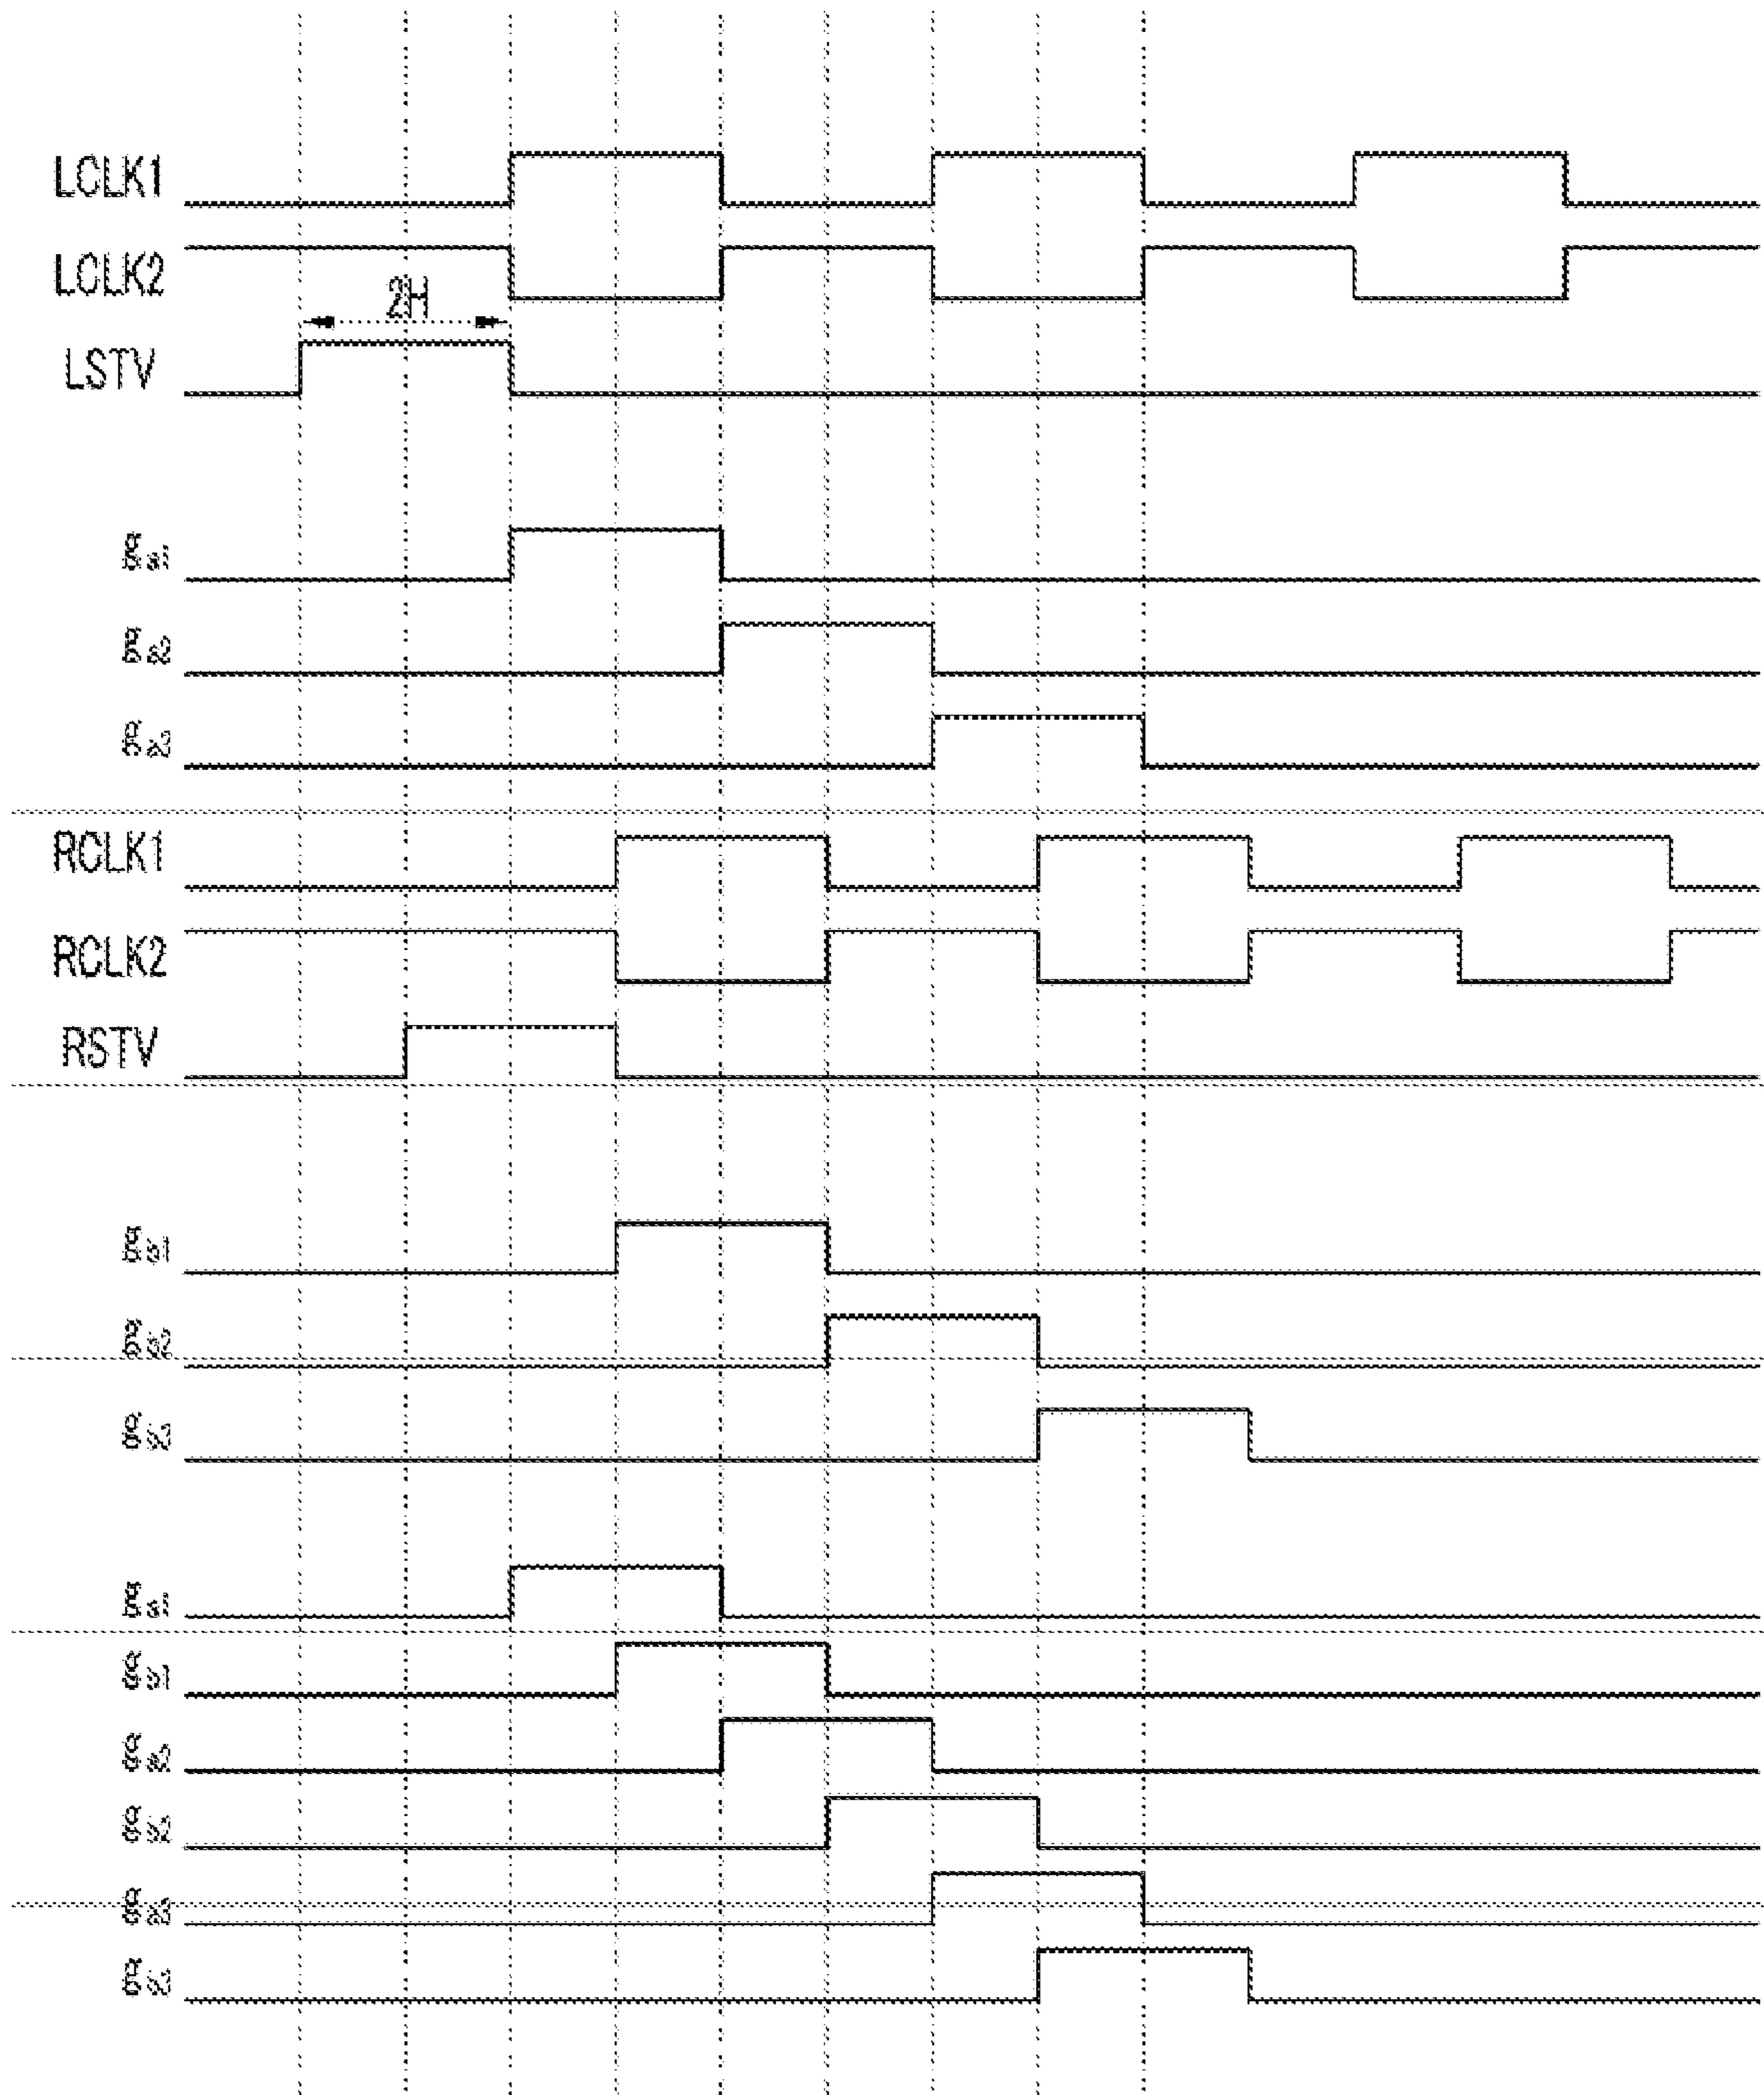 LCLK1
LCLK2
2H
LSTV
ga1
ga2
ga3
RCLK1
RCLK2
RSTV
gb1
gb2
gb3
ga1
gb1
ga2
gb2
ga3
gb3